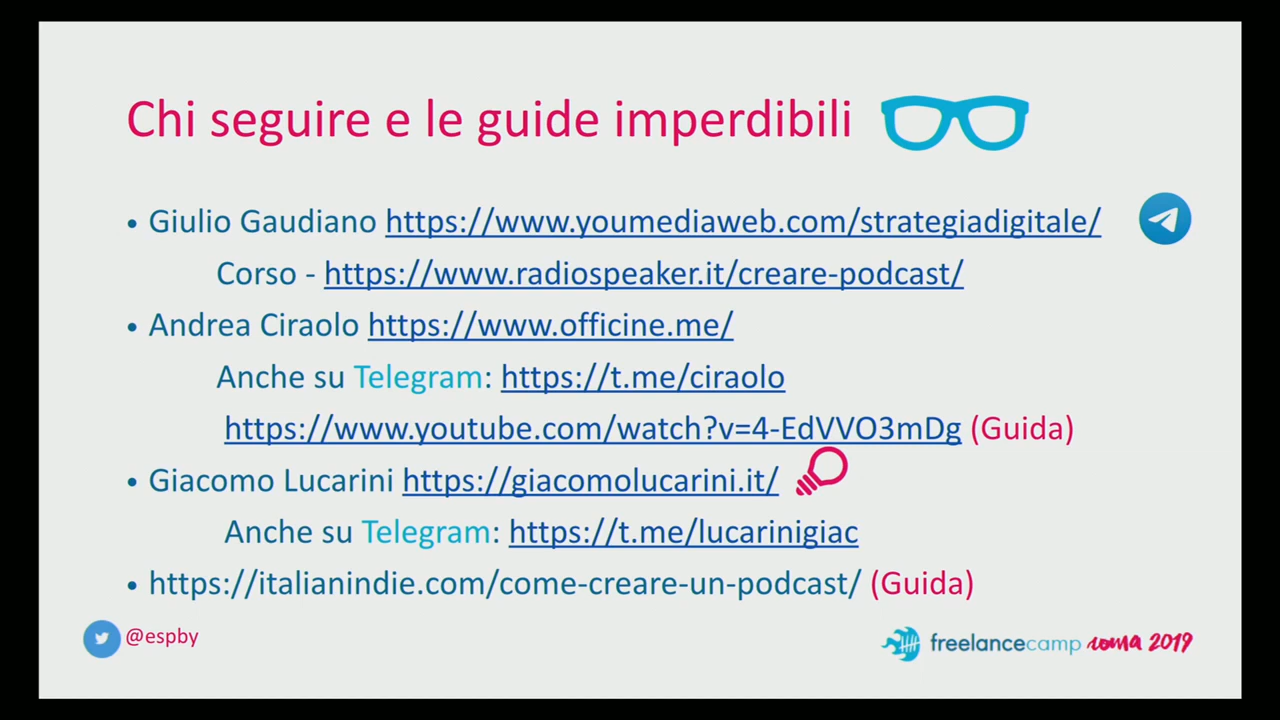 Chi seguire e le guide imperdibili
• Giulio Gaudiano https://www.youmediaweb.com/strategiadigitale/
Corso - https://www.radiospeaker.it/creare-podcast/
• Andrea Ciraolo https://www.officine.me/
Anche su Telegram: https://t.me/ciraolo
https://www.youtube.com/watch?v=4-EdVVO3mDg (Guida)
• Giacomo Lucarini https://giacomolucarini.it/
Anche su Telegram: https://t.me/lucarinigiac
• https://italianindie.com/come-creare-un-podcast/ (Guida)
@espby
freelancecamp roma 2019